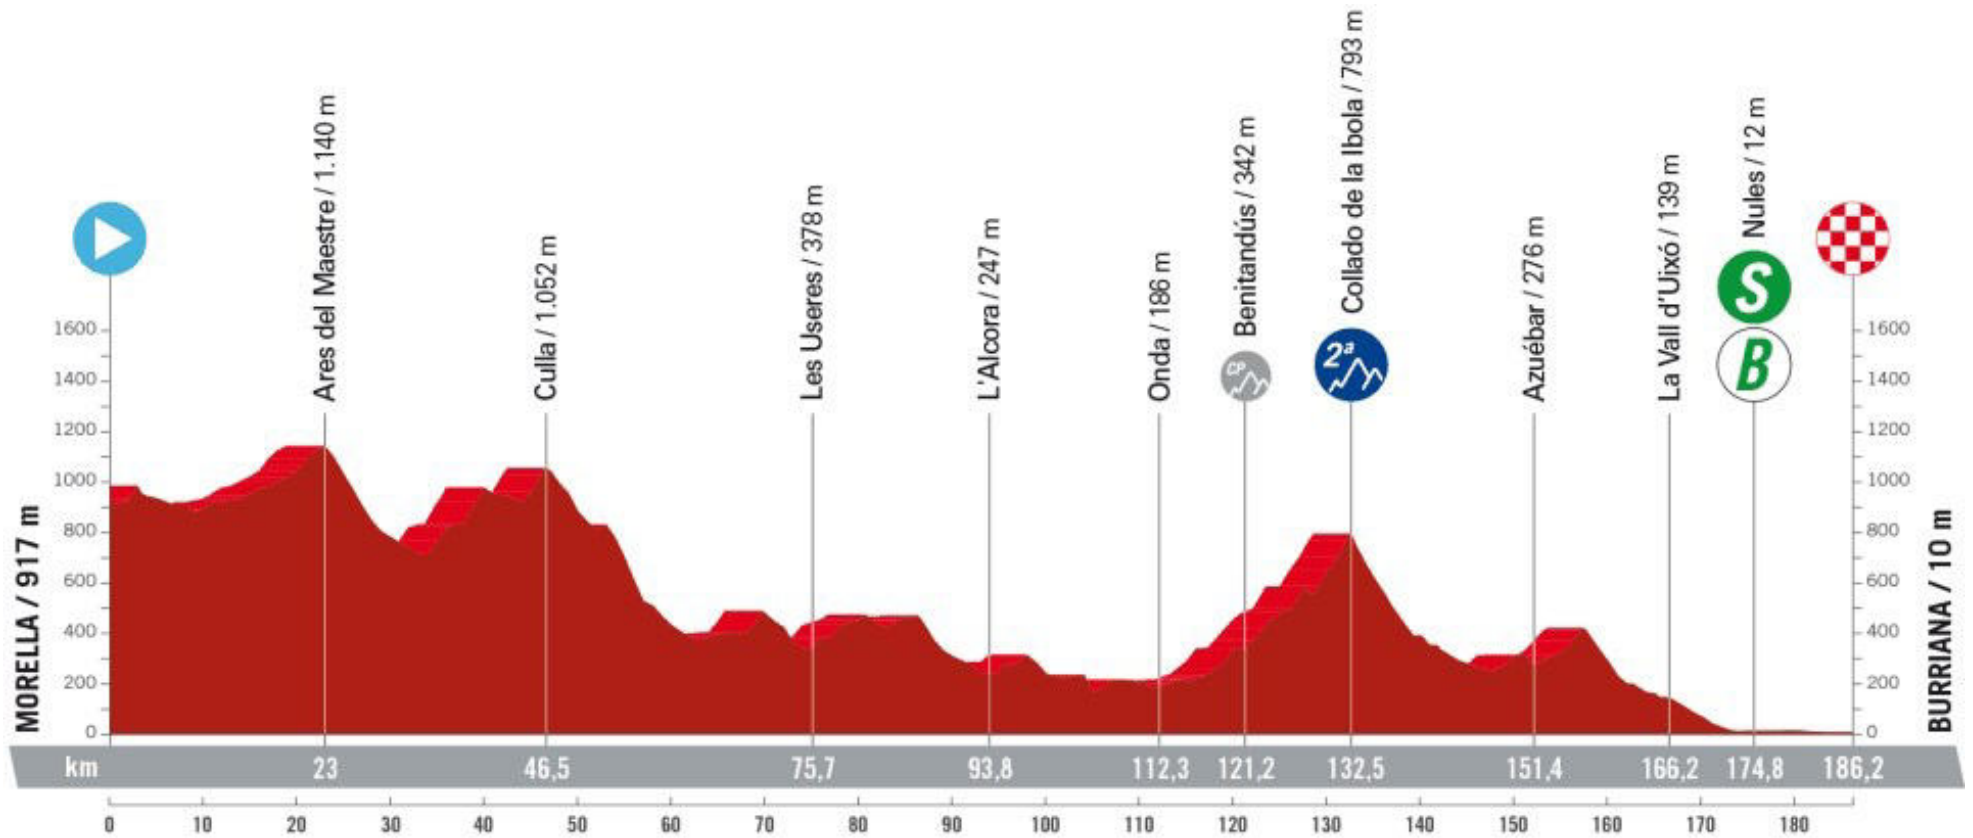 Ares del Maestre / 1.140 m
Culla / 1.052 m
Les Useres / 378 m
L'Alcora / 247 m
Onda / 186 m
Benitandús / 342 m
CP
Collado de la Ibola / 793 m
2ª
Azuébar / 276 m
La Vall d'Uixó / 139 m
Nules / 12 m
S
B
MORELLA / 917 m
1600
1400
1200
1000
800
600
400
200
0
1600
1400
1200
1000
800
600
400
200
0
BURRIANA / 10 m
km 23 46,5 75,7 93,8 112,3 121,2 132,5 151,4 166,2 174,8 186,2
0 10 20 30 40 50 60 70 80 90 100 110 120 130 140 150 160 170 180